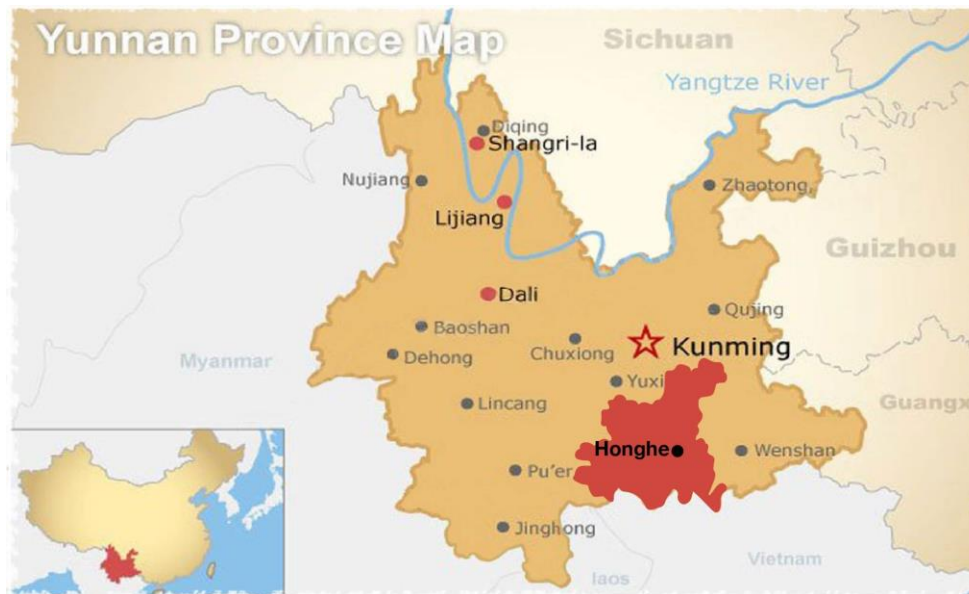 Yunnan Province Map
Sichuan
Yangtze River
Diqing
Shangri-la
Nujiang
Zhaotong,
Lijiang
Guizhou
Dali
Qujing
Baoshan
Kunming
Chuxiong
Myanmar
Dehong
Yuxi
Lincang
Guangx
Honghe
Wenshan
Pu'er
Jinghong
Vietnam
laos